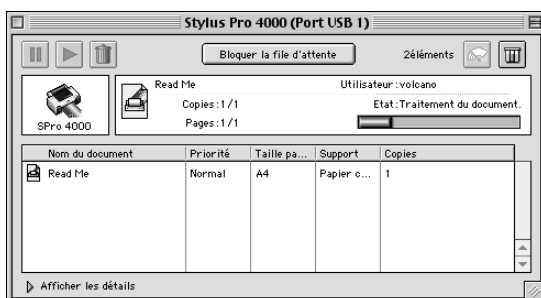 Stylus Pro 4000 (Port USB 1)
Bloquer la file d'attente
2éléments
SPro 4000
Read Me
Utilisateur:volcano
Copies:1/1
Etat:Traitement du document.
Pages:1/1
Nom du document Priorité Taille pa... Support Copies
Read Me Normal A4 Papier c... 1
Afficher les détails